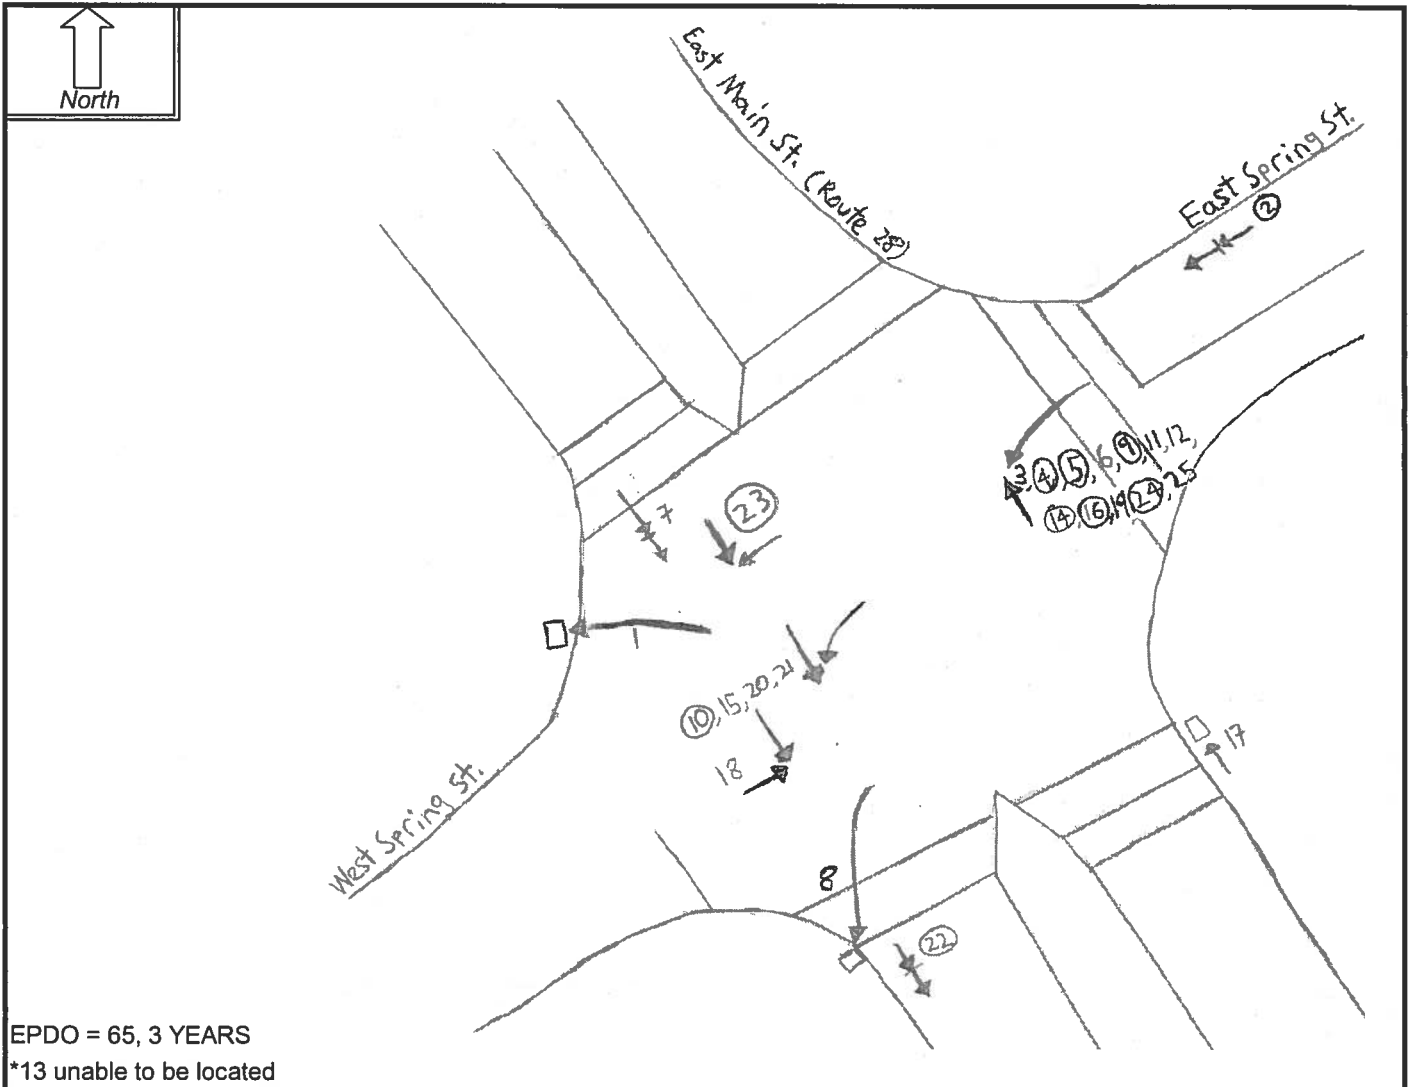 North
East Main St. (Route 28)
East Spring St.
2
3, 4, 5, 6, 9, 11, 12,
14, 16, 19, 24, 25
7
23
1
10, 15, 20, 21
18
17
West Spring St.
8
22
EPDO = 65, 3 YEARS
*13 unable to be located